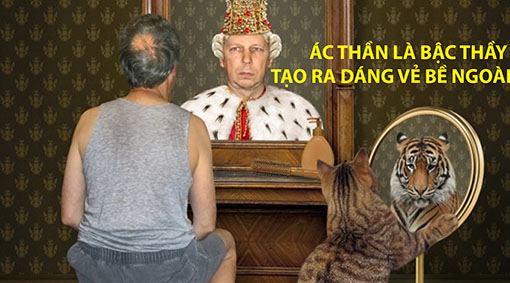 ÁC THẦN LÀ BẬC THẦY
TẠO RA DÁNG VẺ BỀ NGOÀI